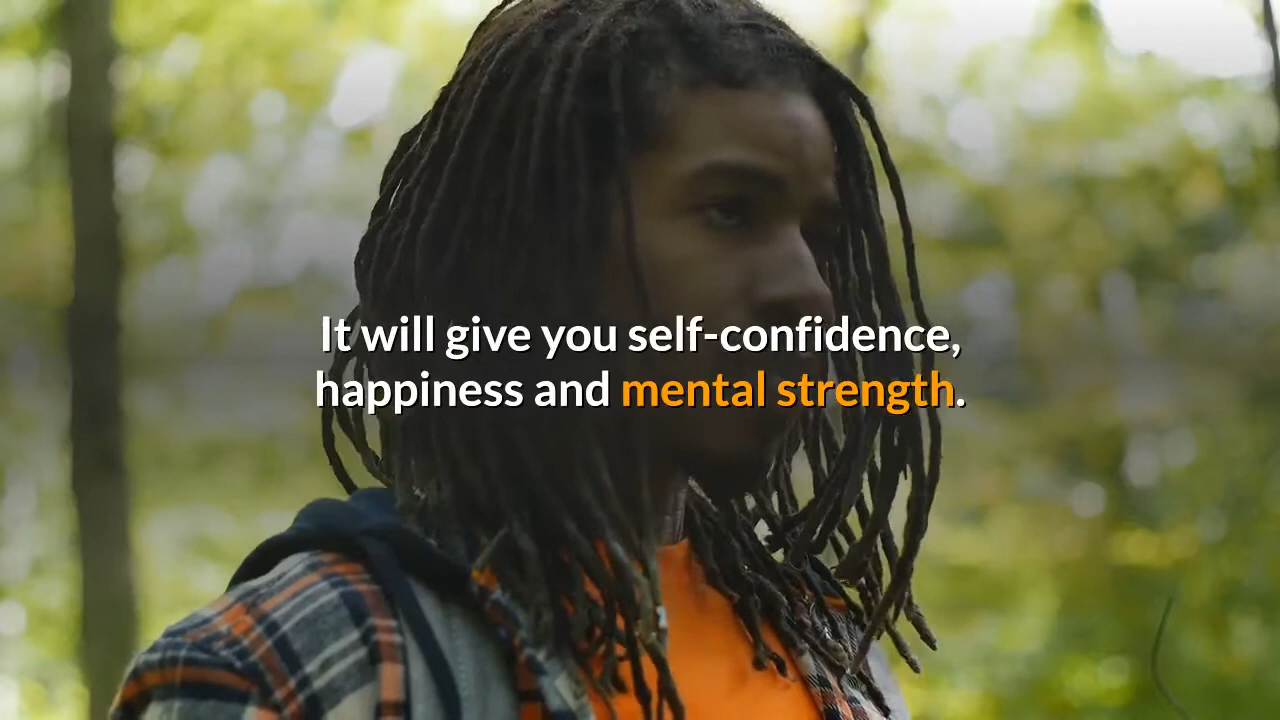 It will give you self-confidence,
happiness and mental strength.